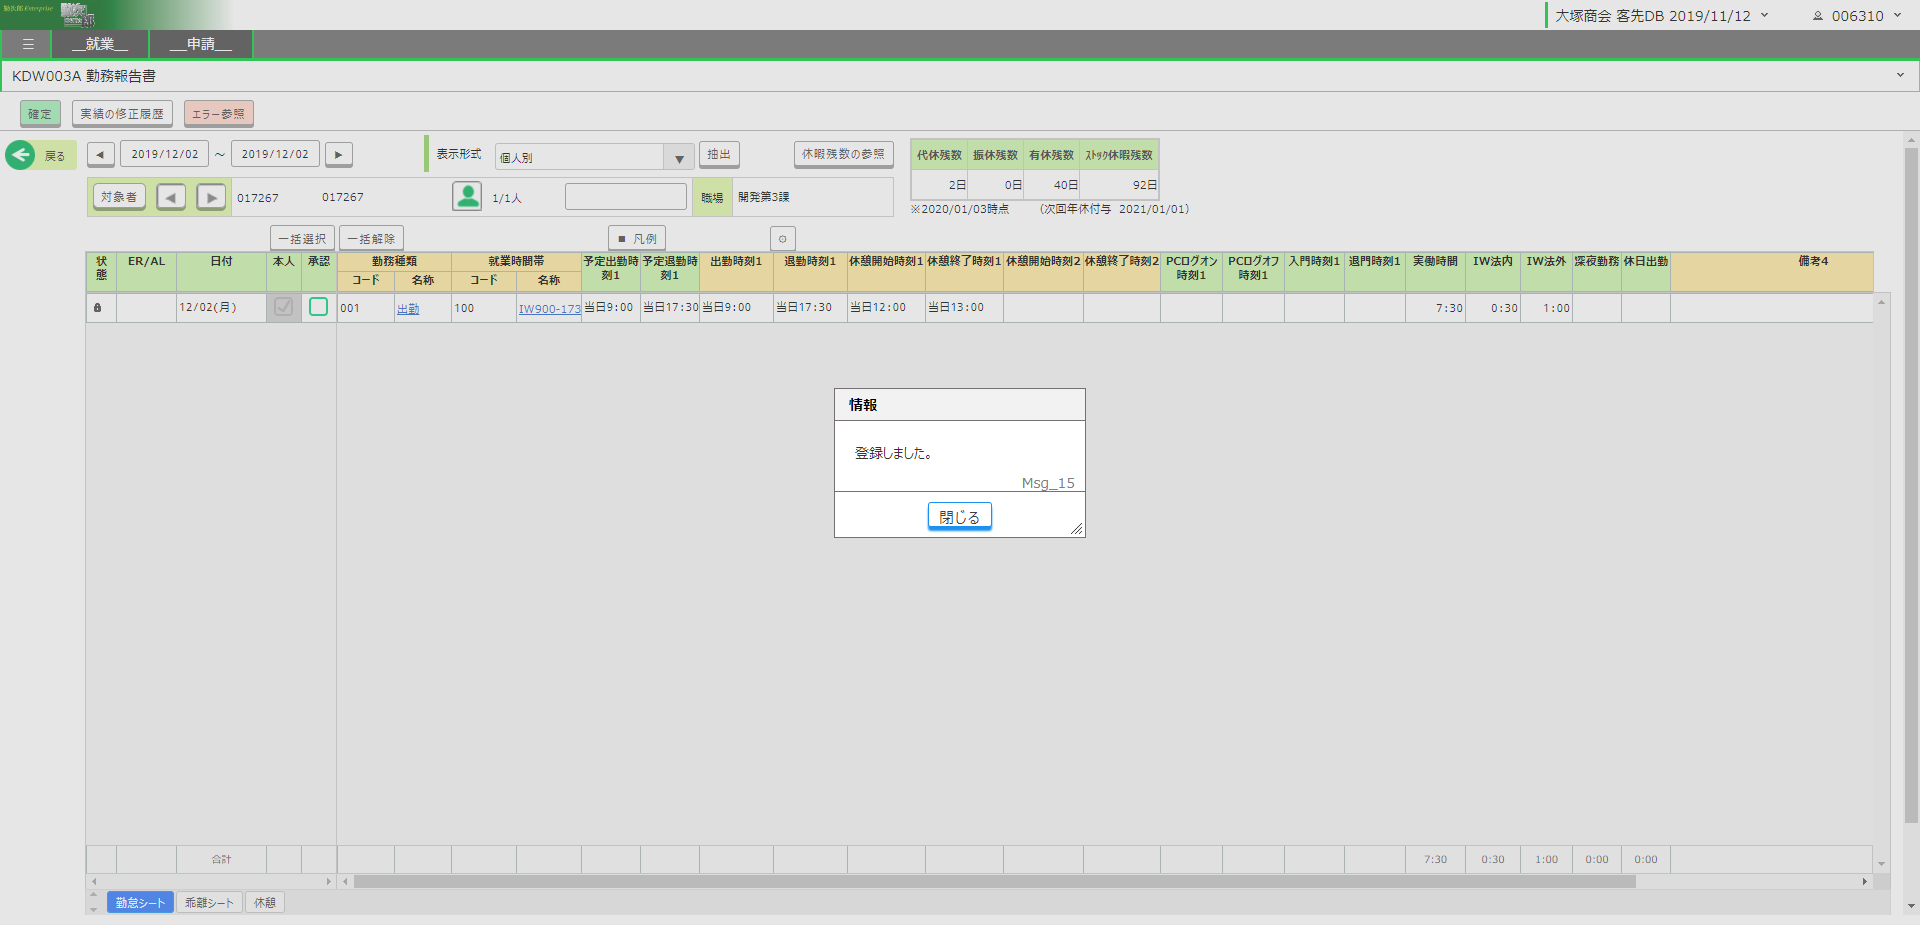 勤次郎 Enterprise
大塚商会 客先DB 2019/11/12
006310
__就業__ __申請__
KDW003A 勤務報告書
確定 実績の修正履歴 エラー参照
戻る ◀ 2019/12/02 ～ 2019/12/02 ▶ 表示形式 個人別 ▼ 抽出 休暇残数の参照
代休残数 振休残数 有休残数 ｽﾄｯｸ休暇残数
2日 0日 40日 92日
対象者 ◀ ▶ 017267 017267 1/1人 職場 開発第3課
※2020/01/03時点 （次回年休付与 2021/01/01）
一括選択 一括解除 ■ 凡例
状態 ER/AL 日付 本人 承認 勤務種類 就業時間帯 予定出勤時刻1 予定退勤時刻1 出勤時刻1 退勤時刻1 休憩開始時刻1 休憩終了時刻1 休憩開始時刻2 休憩終了時刻2 PCログオン時刻1 PCログオフ時刻1 入門時刻1 退門時刻1 実働時間 IW法内 IW法外 深夜勤務 休日出勤 備考4
コード 名称 コード 名称
12/02(月) 001 出勤 100 IW900-173 当日9:00 当日17:30 当日9:00 当日17:30 当日12:00 当日13:00 7:30 0:30 1:00
情報
登録しました。
Msg_15
閉じる
合計 7:30 0:30 1:00 0:00 0:00
勤怠シート 乖離シート 休憩